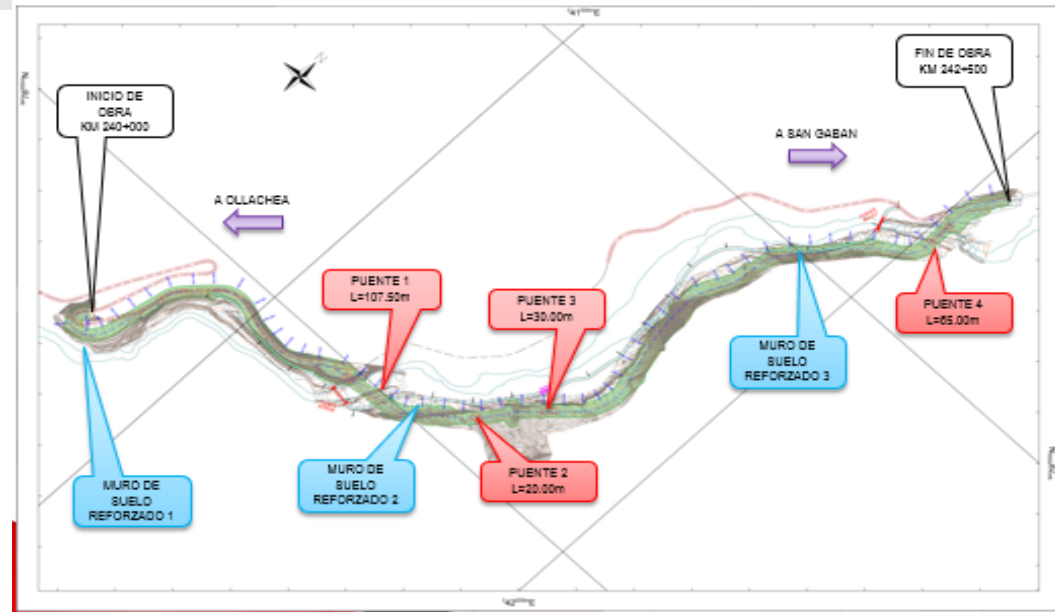 INICIO DE
OBRA
KM 240+000
FIN DE OBRA
KM 242+500
A SAN GABAN
A OLLACHEA
PUENTE 1
L=107.50m
PUENTE 3
L=30.00m
PUENTE 4
L=65.00m
MURO DE
SUELO
REFORZADO 3
MURO DE
SUELO
REFORZADO 1
MURO DE
SUELO
REFORZADO 2
PUENTE 2
L=20.00m